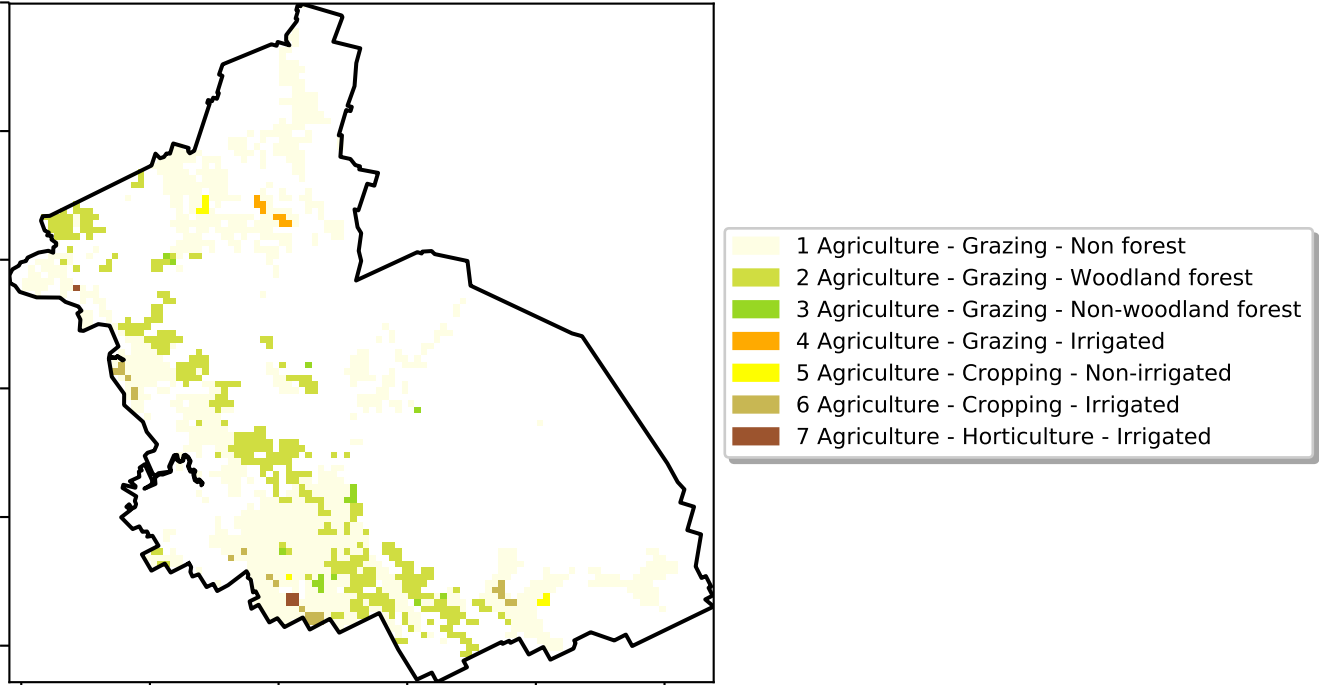 1 Agriculture - Grazing - Non forest
2 Agriculture - Grazing - Woodland forest
3 Agriculture - Grazing - Non-woodland forest
4 Agriculture - Grazing - Irrigated
5 Agriculture - Cropping - Non-irrigated
6 Agriculture - Cropping - Irrigated
7 Agriculture - Horticulture - Irrigated